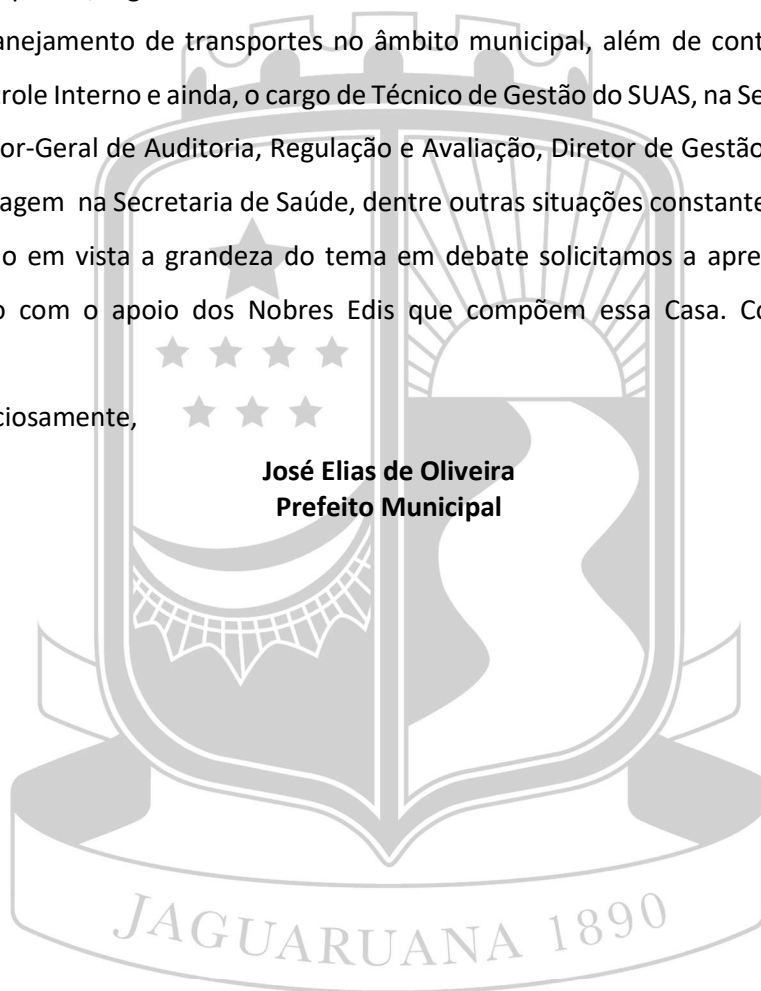 anejamento de transportes no âmbito municipal, além de cont
trole Interno e ainda, o cargo de Técnico de Gestão do SUAS, na Se
or-Geral de Auditoria, Regulação e Avaliação, Diretor de Gestão
agem na Secretaria de Saúde, dentre outras situações constante
o em vista a grandeza do tema em debate solicitamos a apre
o com o apoio dos Nobres Edis que compõem essa Casa. Co
ciosamente,
José Elias de Oliveira
Prefeito Municipal
JAGUARUANA 1890